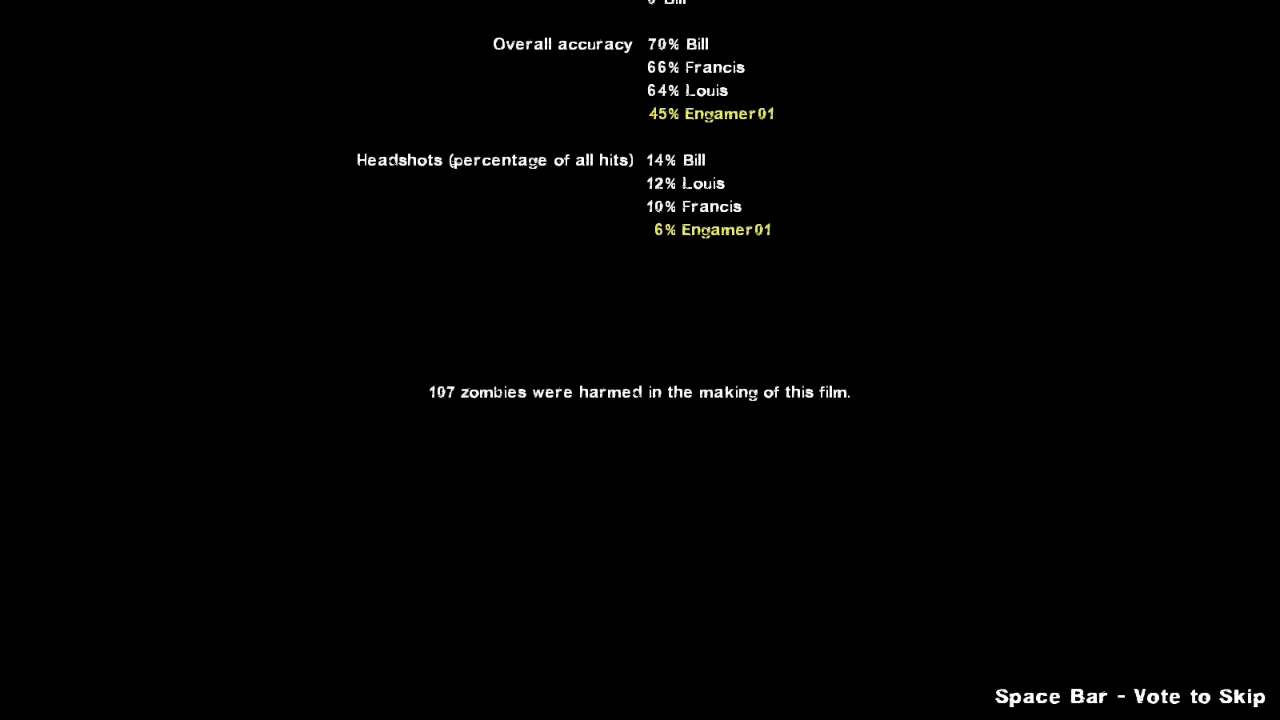 0 Bill
Overall accuracy 70% Bill
66% Francis
64% Louis
45% Engamer01
Headshots (percentage of all hits) 14% Bill
12% Louis
10% Francis
6% Engamer01
107 zombies were harmed in the making of this film.
Space Bar - Vote to Skip